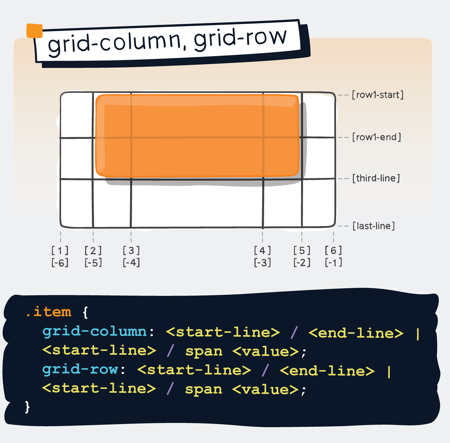 grid-column, grid-row
[row1-start]
[row1-end]
[third-line]
[last-line]
[1] [2] [3] [4] [5] [6]
[-6] [-5] [-4] [-3] [-2] [-1]
.item {
grid-column: <start-line> / <end-line> |
<start-line> / span <value>;
grid-row: <start-line> / <end-line> |
<start-line> / span <value>;
}